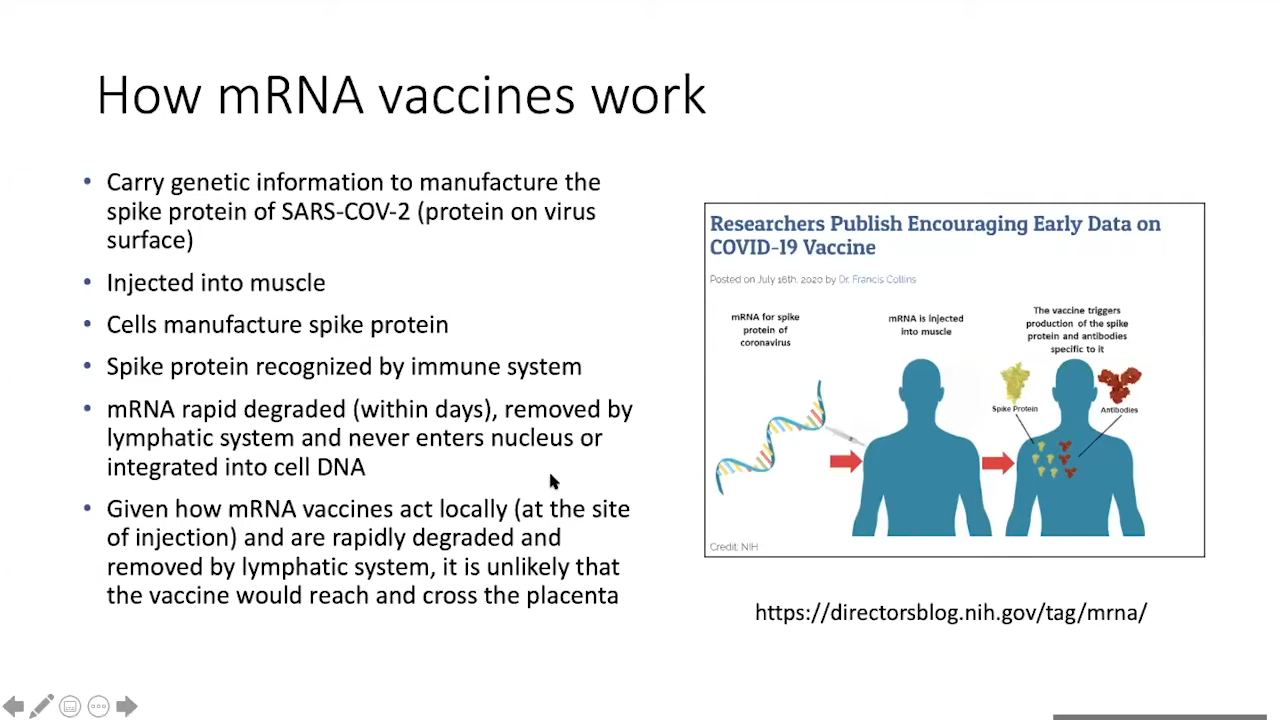 How mRNA vaccines work
• Carry genetic information to manufacture the
spike protein of SARS-COV-2 (protein on virus
surface)
• Injected into muscle
• Cells manufacture spike protein
• Spike protein recognized by immune system
• mRNA rapid degraded (within days), removed by
lymphatic system and never enters nucleus or
integrated into cell DNA
• Given how mRNA vaccines act locally (at the site
of injection) and are rapidly degraded and
removed by lymphatic system, it is unlikely that
the vaccine would reach and cross the placenta
Researchers Publish Encouraging Early Data on
COVID-19 Vaccine
Posted on July 16th, 2020 by Dr. Francis Collins
mRNA for spike
protein of
coronavirus
mRNA is injected
into muscle
The vaccine triggers
production of the spike
protein and antibodies
specific to it
Spike Protein
Antibodies
Credit: NIH
https://directorsblog.nih.gov/tag/mrna/